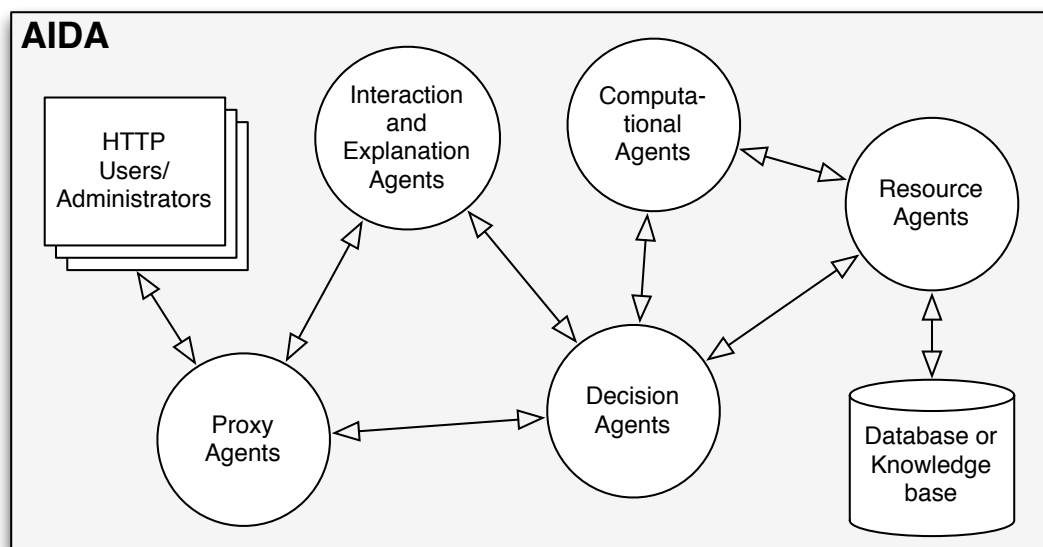 AIDA
HTTP
Users/
Administrators
Interaction
and
Explanation
Agents
Computa-
tional
Agents
Resource
Agents
Proxy
Agents
Decision
Agents
Database or
Knowledge
base